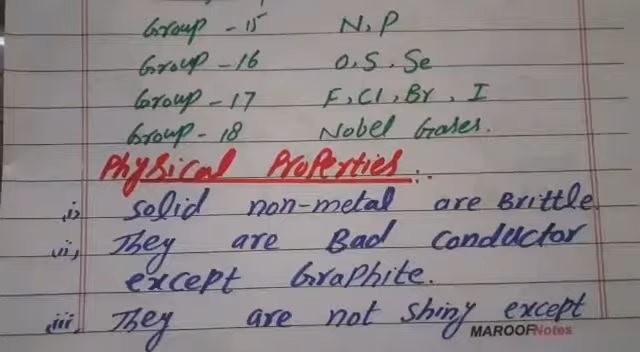 Group - 15 N, P
Group - 16 O, S, Se
Group - 17 F, Cl, Br, I
Group - 18 Nobel Gases.
Physical Properties:.
i, solid non-metal are Brittle.
ii, They are Bad Conductor
except Graphite.
iii, They are not shiny except
MAROOFNotes